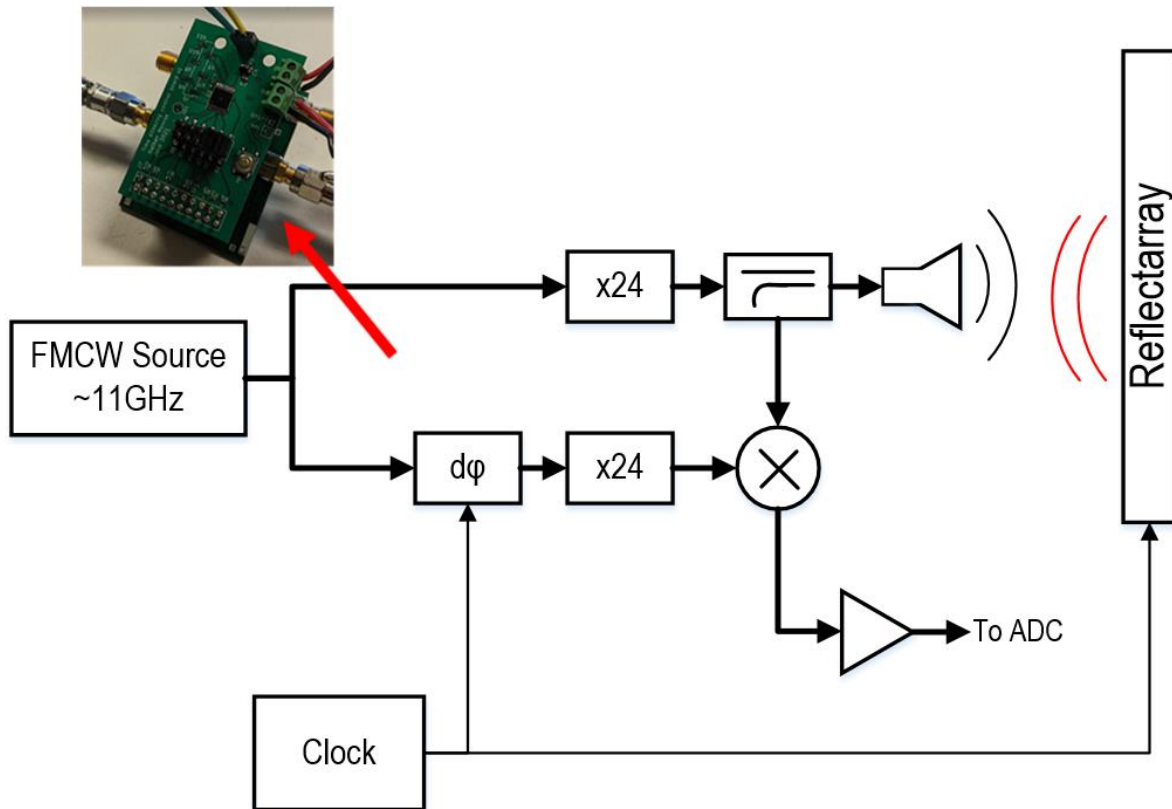 x24
FMCW Source
~11GHz
dφ
x24
Reflectarray
To ADC
Clock